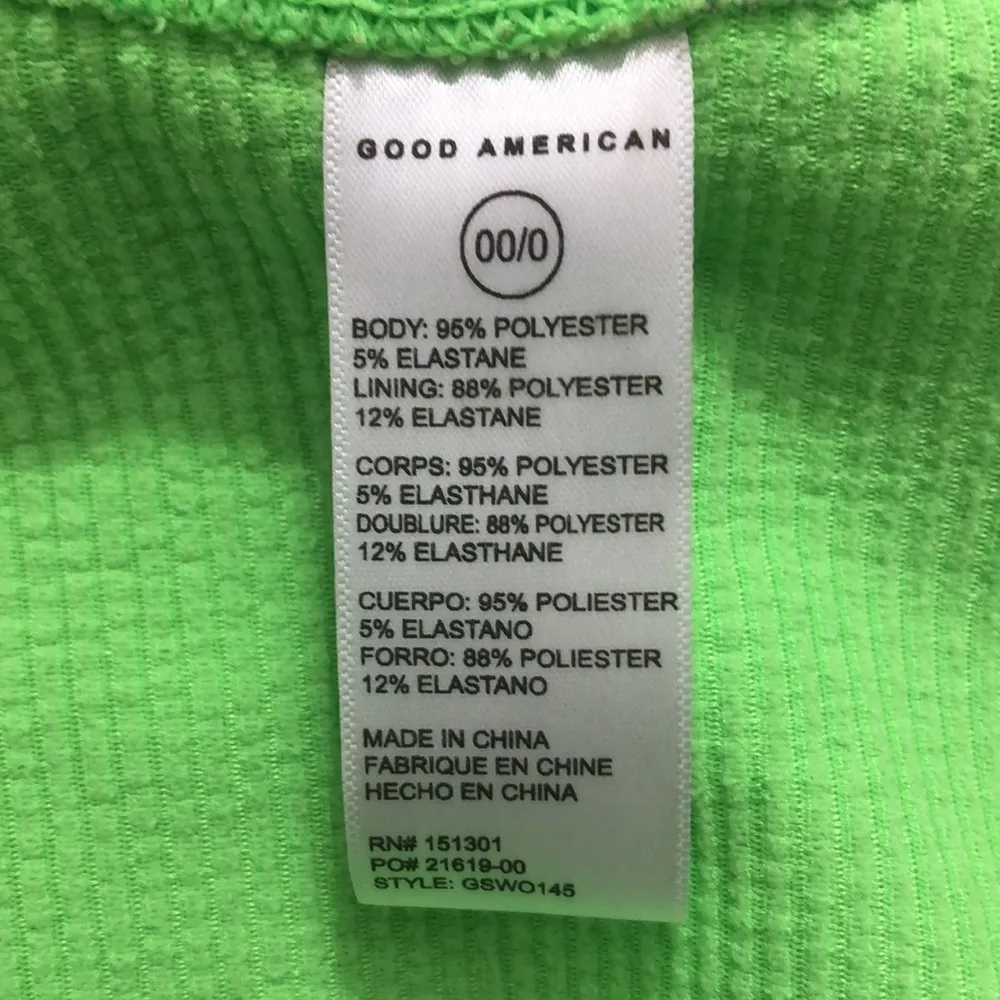 GOOD AMERICAN
00/0
BODY: 95% POLYESTER
5% ELASTANE
LINING: 88% POLYESTER
12% ELASTANE
CORPS: 95% POLYESTER
5% ELASTHANE
DOUBLURE: 88% POLYESTER
12% ELASTHANE
CUERPO: 95% POLIESTER
5% ELASTANO
FORRO: 88% POLIESTER
12% ELASTANO
MADE IN CHINA
FABRIQUE EN CHINE
HECHO EN CHINA
RN# 151301
PO# 21619-00
STYLE: GSWO145